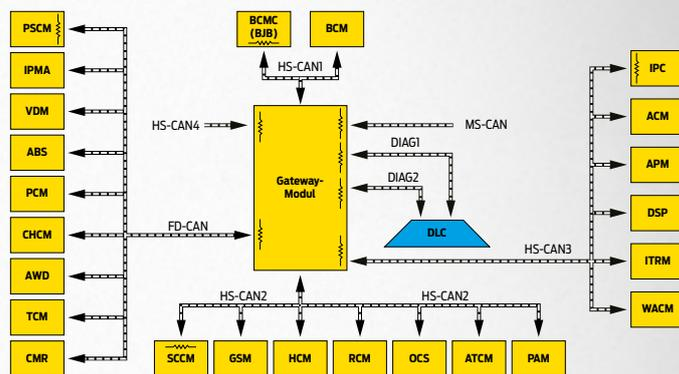 PSCM
IPMA
VDM
ABS
PCM
CHCM
AWD
TCM
CMR
BCMC
(BJB)
BCM
HS-CAN1
HS-CAN4
MS-CAN
DIAG1
DIAG2
Gateway-
Modul
DLC
FD-CAN
HS-CAN3
HS-CAN2
HS-CAN2
SCCM
GSM
HCM
RCM
OCS
ATCM
PAM
IPC
ACM
APM
DSP
ITRM
WACM